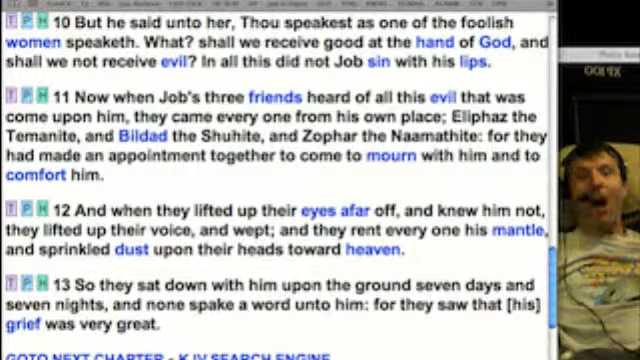 T P H 10 But he said unto her, Thou speakest as one of the foolish
women speaketh. What? shall we receive good at the hand of God, and
shall we not receive evil? In all this did not Job sin with his lips.
T P H 11 Now when Job's three friends heard of all this evil that was
come upon him, they came every one from his own place; Eliphaz the
Temanite, and Bildad the Shuhite, and Zophar the Naamathite: for they
had made an appointment together to come to mourn with him and to
comfort him.
T P H 12 And when they lifted up their eyes afar off, and knew him not,
they lifted up their voice, and wept; and they rent every one his mantle,
and sprinkled dust upon their heads toward heaven.
T P H 13 So they sat down with him upon the ground seven days and
seven nights, and none spake a word unto him: for they saw that [his]
grief was very great.
GOTO NEXT CHAPTER - KJV SEARCH ENGINE